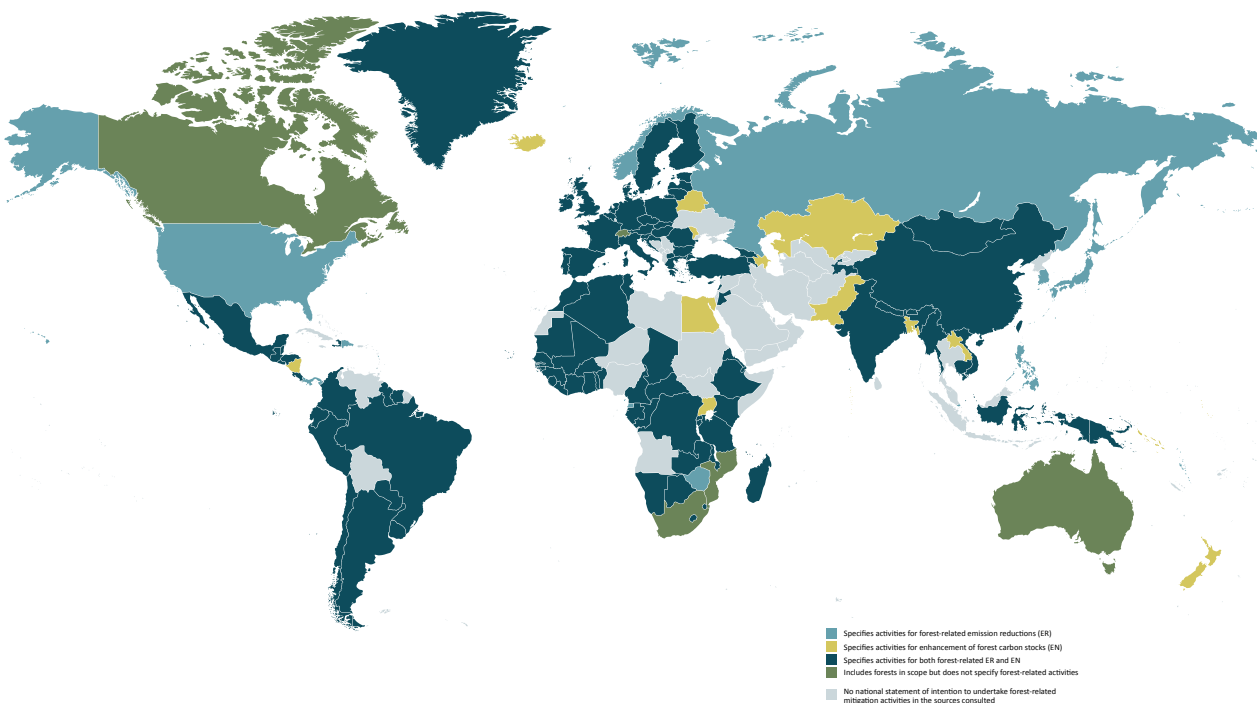 Specifies activities for forest-related emission reductions (ER)
Specifies activities for enhancement of forest carbon stocks (EN)
Specifies activities for both forest-related ER and EN
Includes forests in scope but does not specify forest-related activities
No national statement of intention to undertake forest-related
mitigation activities in the sources consulted